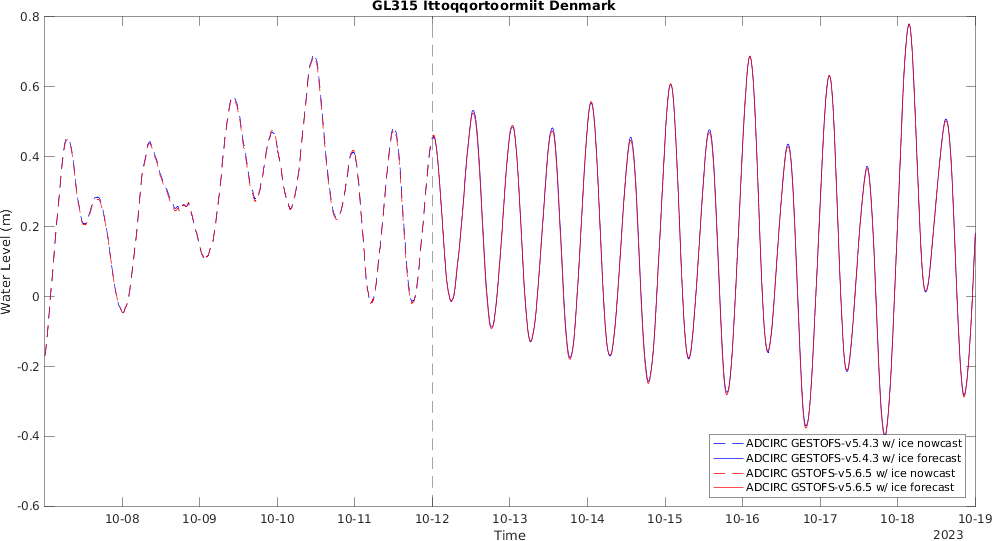 GL315 Ittoqqortoormiit Denmark
0.8
0.6
0.4
0.2
0
-0.2
-0.4
-0.6
Water Level (m)
ADCIRC GESTOFS-v5.4.3 w/ ice nowcast
ADCIRC GESTOFS-v5.4.3 w/ ice forecast
ADCIRC GSTOFS-v5.6.5 w/ ice nowcast
ADCIRC GSTOFS-v5.6.5 w/ ice forecast
10-08 10-09 10-10 10-11 10-12 10-13 10-14 10-15 10-16 10-17 10-18 10-19
Time
2023